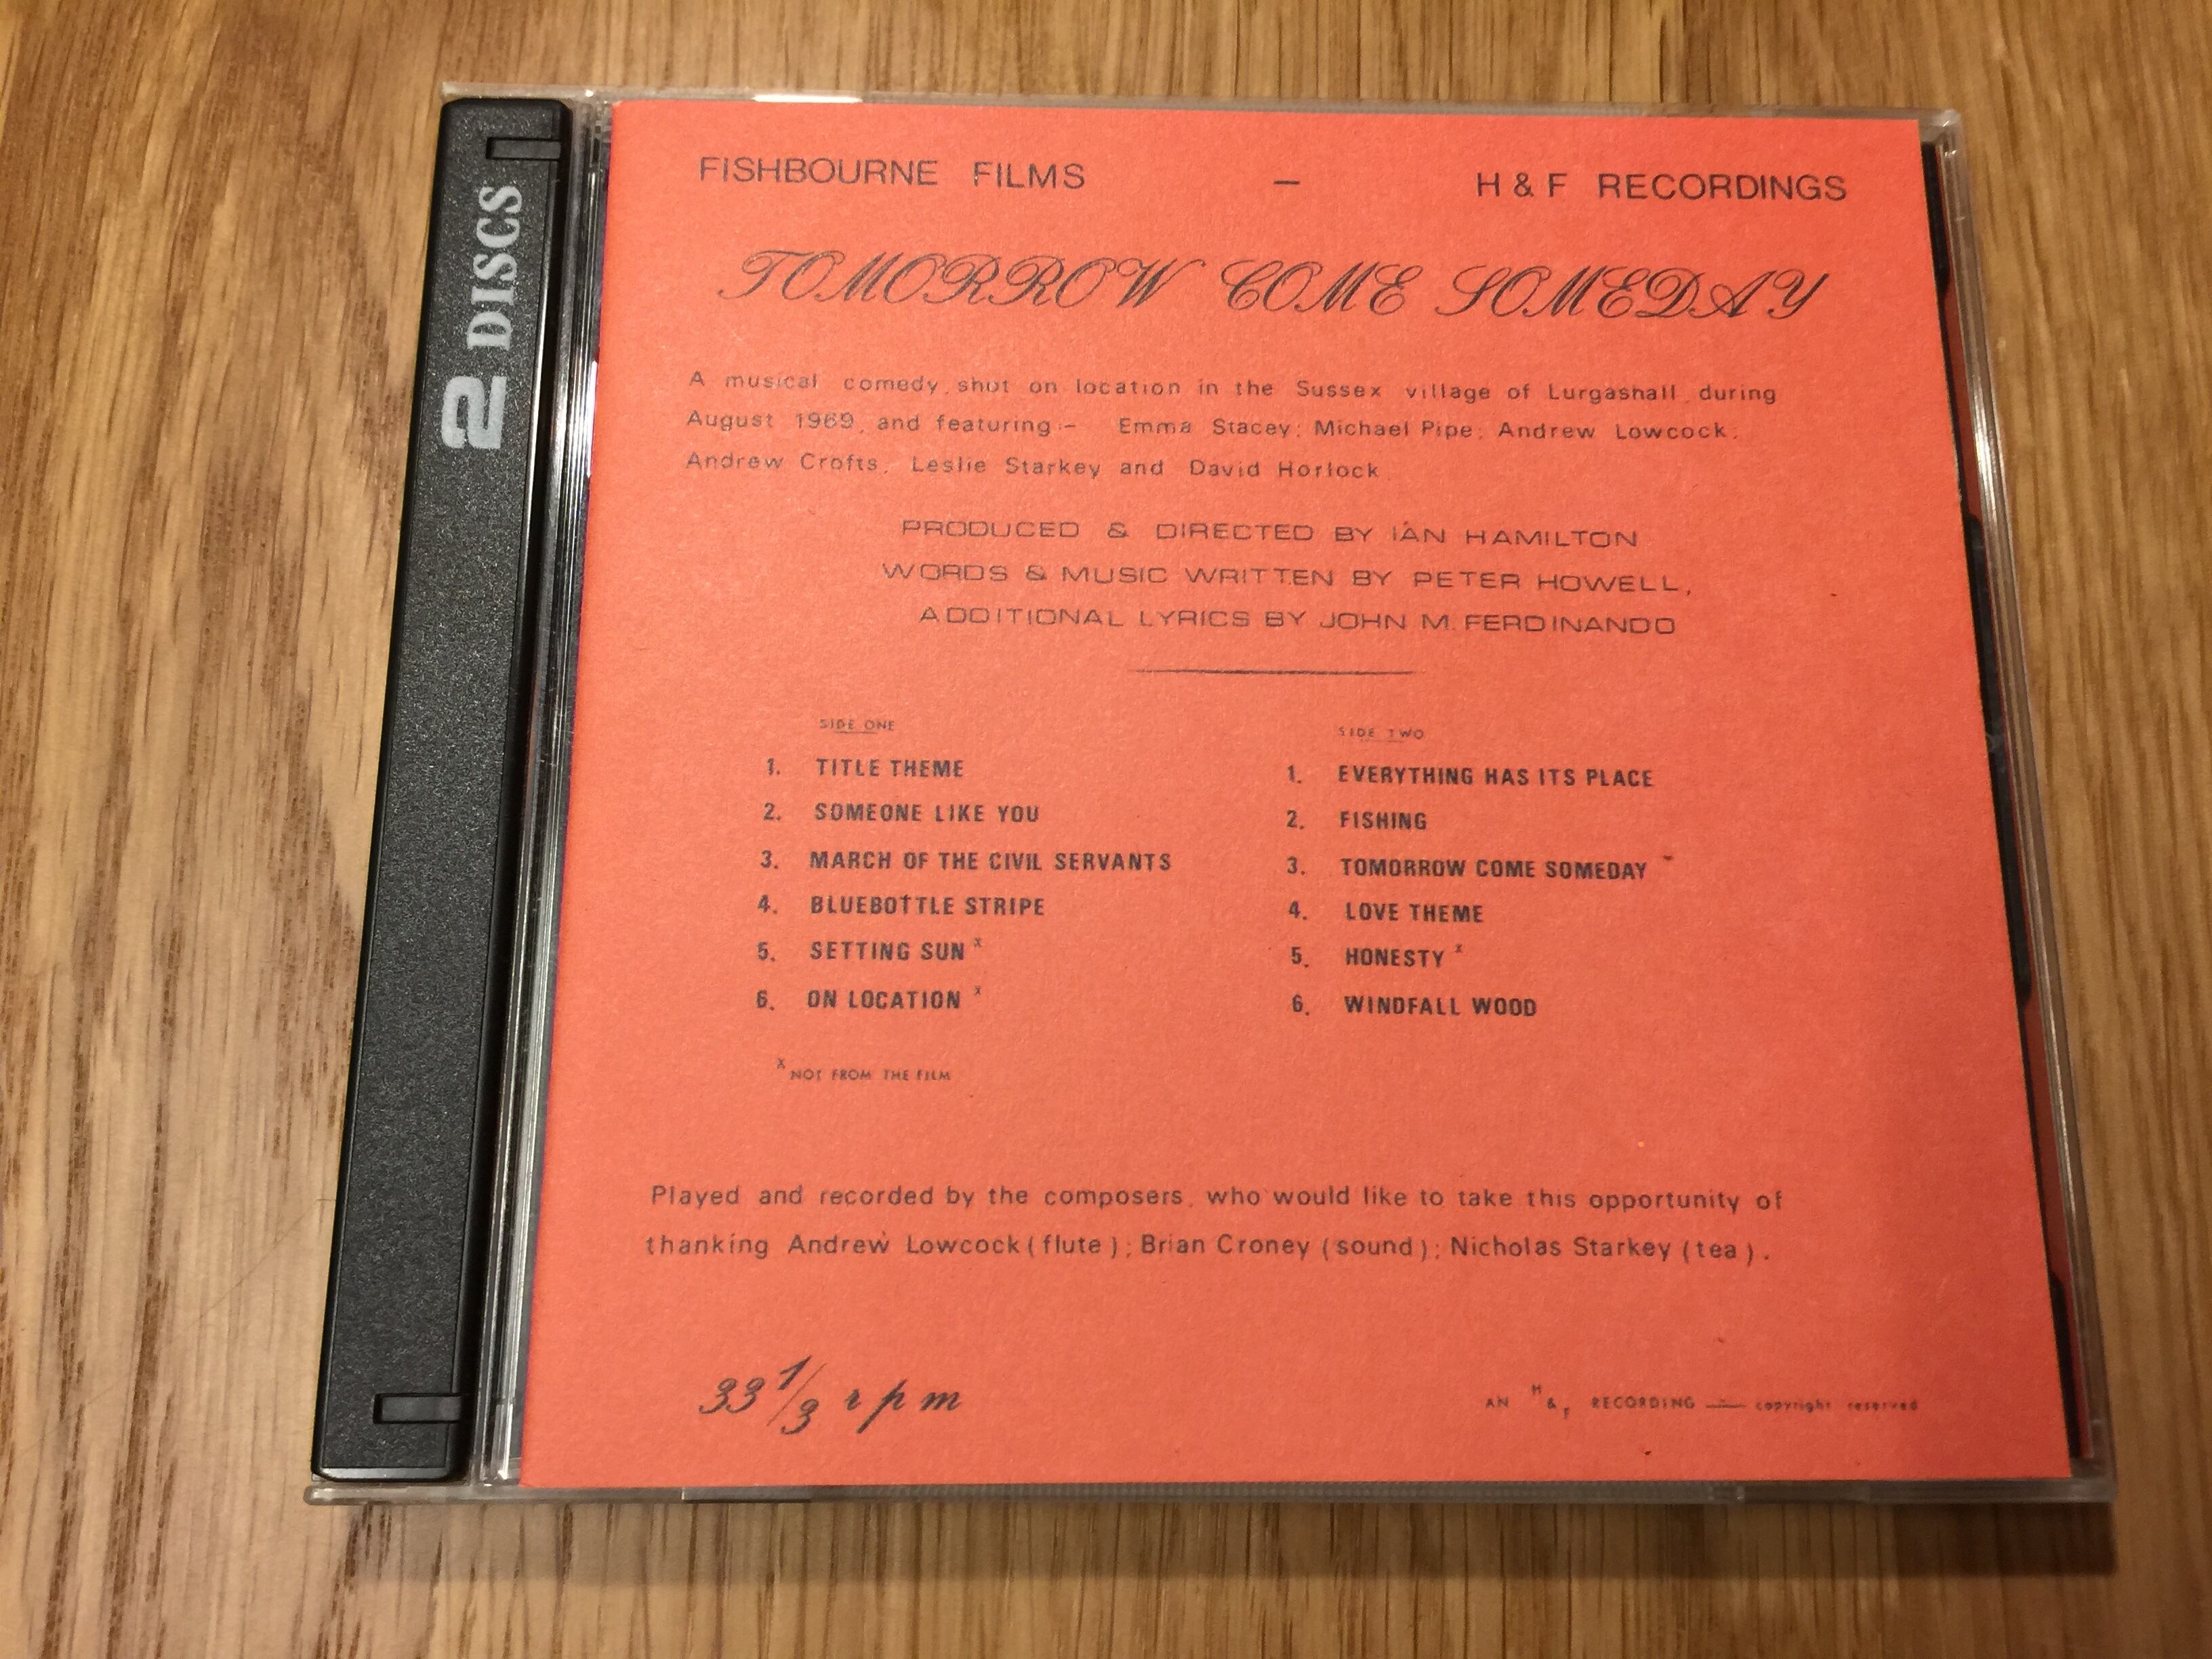 2 DISCS
FISHBOURNE FILMS — H & F RECORDINGS
TOMORROW COME SOMEDAY
A musical comedy, shot on location in the Sussex village of Lurgashall, during
August 1969, and featuring:- Emma Stacey; Michael Pipe; Andrew Lowcock;
Andrew Crofts; Leslie Starkey and David Horlock
PRODUCED & DIRECTED BY IAN HAMILTON
WORDS & MUSIC WRITTEN BY PETER HOWELL,
ADDITIONAL LYRICS BY JOHN M. FERDINANDO
SIDE ONE
1. TITLE THEME
2. SOMEONE LIKE YOU
3. MARCH OF THE CIVIL SERVANTS
4. BLUEBOTTLE STRIPE
5. SETTING SUN x
6. ON LOCATION x
x NOT FROM THE FILM
SIDE TWO
1. EVERYTHING HAS ITS PLACE
2. FISHING
3. TOMORROW COME SOMEDAY
4. LOVE THEME
5. HONESTY x
6. WINDFALL WOOD
Played and recorded by the composers, who would like to take this opportunity of
thanking Andrew Lowcock (flute); Brian Croney (sound); Nicholas Starkey (tea).
33 1/3 rpm
AN H & F RECORDING — copyright reserved